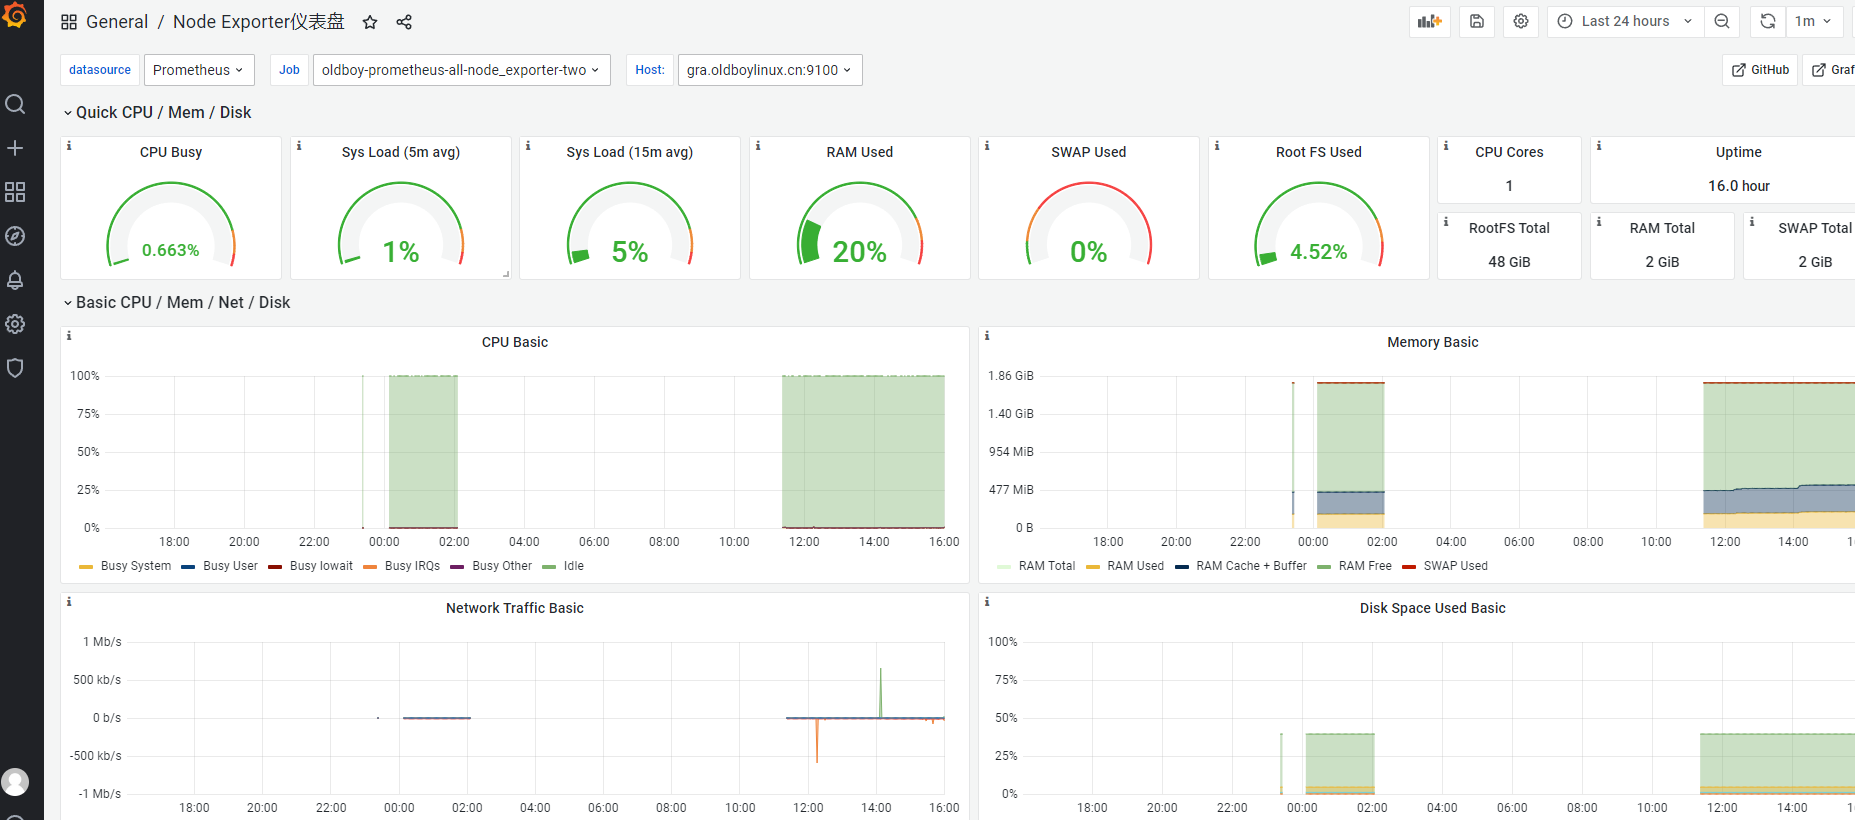 General / Node Exporter仪表盘
Last 24 hours
1m
datasource Prometheus Job oldboy-prometheus-all-node_exporter-two Host: gra.oldboylinux.cn:9100
GitHub
Graf
Quick CPU / Mem / Disk
CPU Busy
0.663%
Sys Load (5m avg)
1%
Sys Load (15m avg)
5%
RAM Used
20%
SWAP Used
0%
Root FS Used
4.52%
CPU Cores
1
Uptime
16.0 hour
RootFS Total
48 GiB
RAM Total
2 GiB
SWAP Total
2 GiB
Basic CPU / Mem / Net / Disk
CPU Basic
100%
75%
50%
25%
0%
18:00 20:00 22:00 00:00 02:00 04:00 06:00 08:00 10:00 12:00 14:00 16:00
Busy System Busy User Busy Iowait Busy IRQs Busy Other Idle
Memory Basic
1.86 GiB
1.40 GiB
954 MiB
477 MiB
0 B
18:00 20:00 22:00 00:00 02:00 04:00 06:00 08:00 10:00 12:00 14:00 1
RAM Total RAM Used RAM Cache + Buffer RAM Free SWAP Used
Network Traffic Basic
1 Mb/s
500 kb/s
0 b/s
-500 kb/s
-1 Mb/s
18:00 20:00 22:00 00:00 02:00 04:00 06:00 08:00 10:00 12:00 14:00 16:00
Disk Space Used Basic
100%
75%
50%
25%
0%
18:00 20:00 22:00 00:00 02:00 04:00 06:00 08:00 10:00 12:00 14:00 1